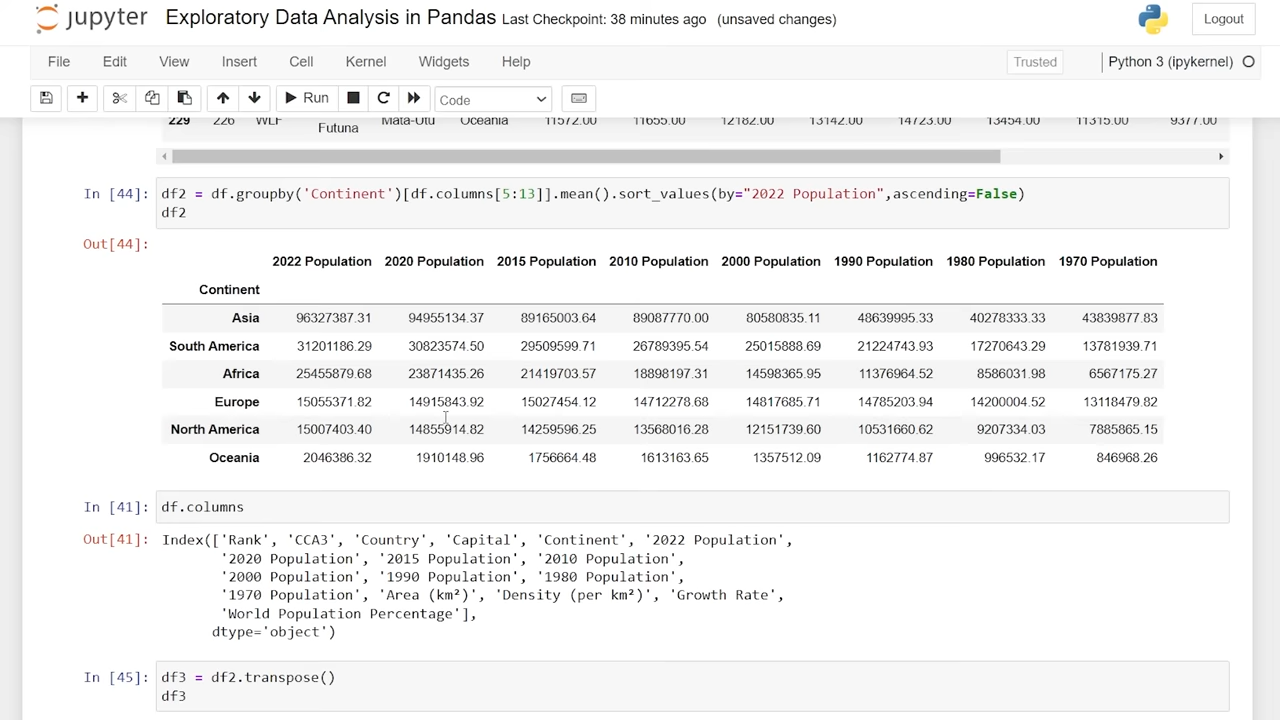 jupyter Exploratory Data Analysis in Pandas Last Checkpoint: 38 minutes ago (unsaved changes) Logout
File Edit View Insert Cell Kernel Widgets Help Trusted Python 3 (ipykernel)
Run Code
229 226 WLF Futuna Mata-Utu Oceania 11572.00 11655.00 12182.00 13142.00 14723.00 13454.00 11315.00 9377.00
In [44]: df2 = df.groupby('Continent')[df.columns[5:13]].mean().sort_values(by="2022 Population",ascending=False)
df2
Out[44]:
2022 Population 2020 Population 2015 Population 2010 Population 2000 Population 1990 Population 1980 Population 1970 Population
Continent
Asia 96327387.31 94955134.37 89165003.64 89087770.00 80580835.11 48639995.33 40278333.33 43839877.83
South America 31201186.29 30823574.50 29509599.71 26789395.54 25015888.69 21224743.93 17270643.29 13781939.71
Africa 25455879.68 23871435.26 21419703.57 18898197.31 14598365.95 11376964.52 8586031.98 6567175.27
Europe 15055371.82 14915843.92 15027454.12 14712278.68 14817685.71 14785203.94 14200004.52 13118479.82
North America 15007403.40 14855914.82 14259596.25 13568016.28 12151739.60 10531660.62 9207334.03 7885865.15
Oceania 2046386.32 1910148.96 1756664.48 1613163.65 1357512.09 1162774.87 996532.17 846968.26
In [41]: df.columns
Out[41]: Index(['Rank', 'CCA3', 'Country', 'Capital', 'Continent', '2022 Population',
'2020 Population', '2015 Population', '2010 Population',
'2000 Population', '1990 Population', '1980 Population',
'1970 Population', 'Area (km²)', 'Density (per km²)', 'Growth Rate',
'World Population Percentage'],
dtype='object')
In [45]: df3 = df2.transpose()
df3